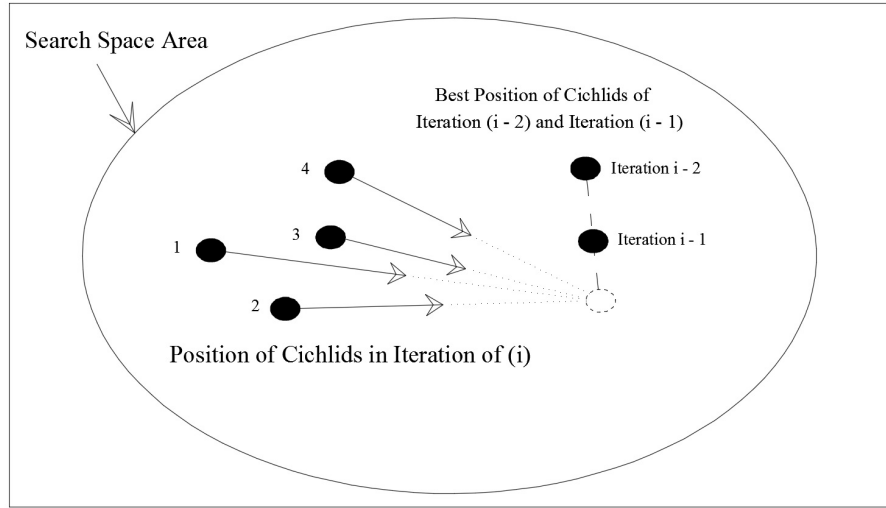 Search Space Area
Best Position of Cichlids of
Iteration (i - 2) and Iteration (i - 1)
4
Iteration i - 2
3
Iteration i - 1
1
2
Position of Cichlids in Iteration of (i)